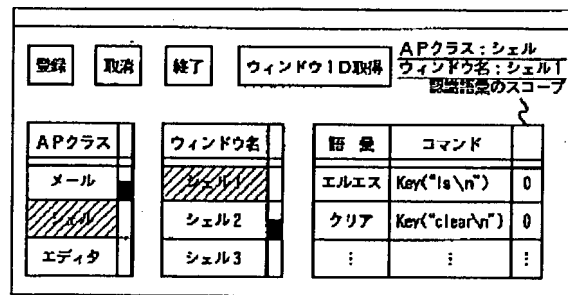 登録 取消 終了 ウィンドウID取得 APクラス:シェル
ウィンドウ名:シェル1
認識語彙のスコープ
APクラス ウィンドウ名 語彙 コマンド
メール シェル1 エルエス Key("ls\n") 0
シェル シェル2 クリア Key("clear\n") 0
エディタ シェル3 ⋮ ⋮ ⋮